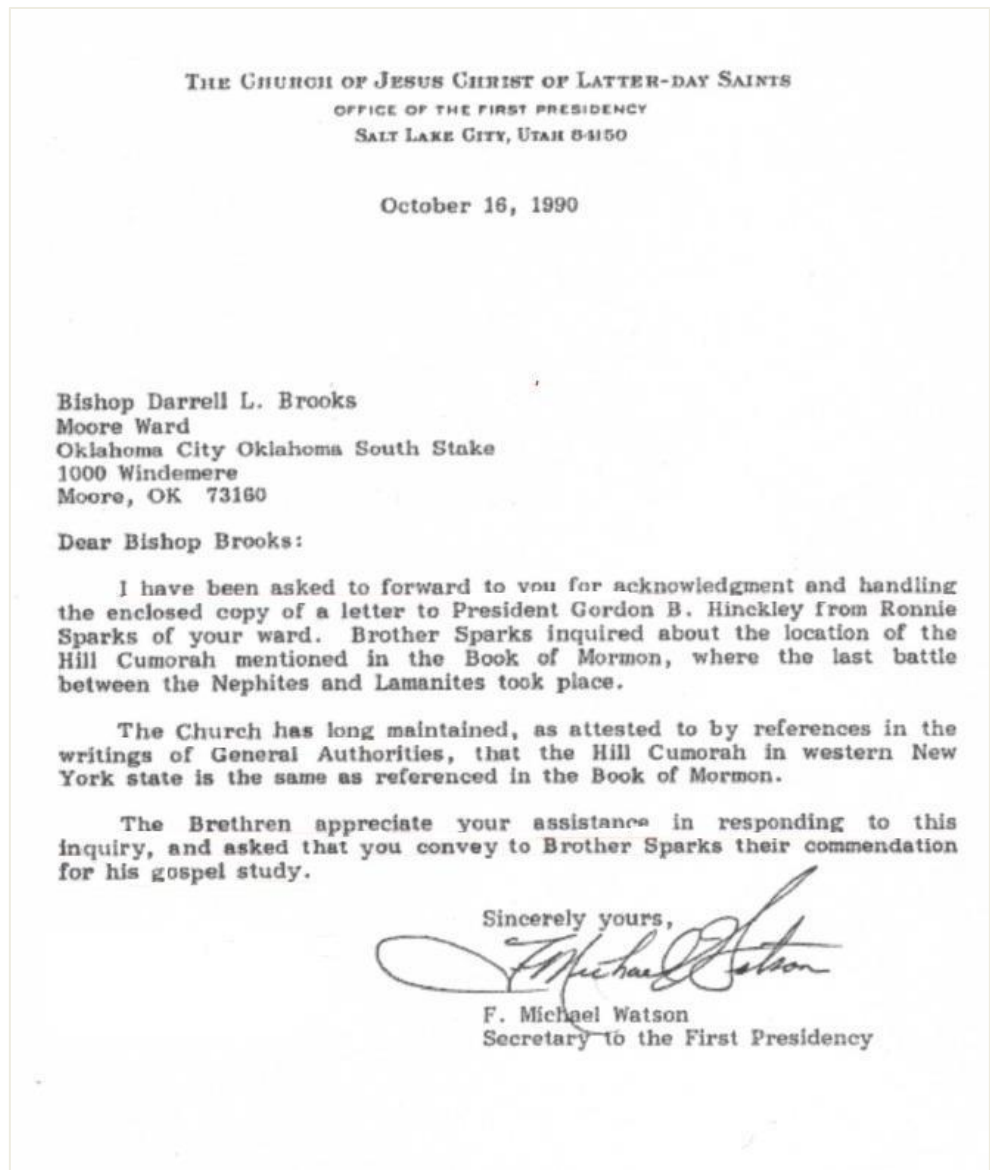 THE CHURCH OF JESUS CHRIST OF LATTER-DAY SAINTS
OFFICE OF THE FIRST PRESIDENCY
SALT LAKE CITY, UTAH 84150
October 16, 1990
Bishop Darrell L. Brooks
Moore Ward
Oklahoma City Oklahoma South Stake
1000 Windemere
Moore, OK 73160
Dear Bishop Brooks:
I have been asked to forward to you for acknowledgment and handling
the enclosed copy of a letter to President Gordon B. Hinckley from Ronnie
Sparks of your ward. Brother Sparks inquired about the location of the
Hill Cumorah mentioned in the Book of Mormon, where the last battle
between the Nephites and Lamanites took place.
The Church has long maintained, as attested to by references in the
writings of General Authorities, that the Hill Cumorah in western New
York state is the same as referenced in the Book of Mormon.
The Brethren appreciate your assistance in responding to this
inquiry, and asked that you convey to Brother Sparks their commendation
for his gospel study.
Sincerely yours,
F Michael Watson
F. Michael Watson
Secretary to the First Presidency